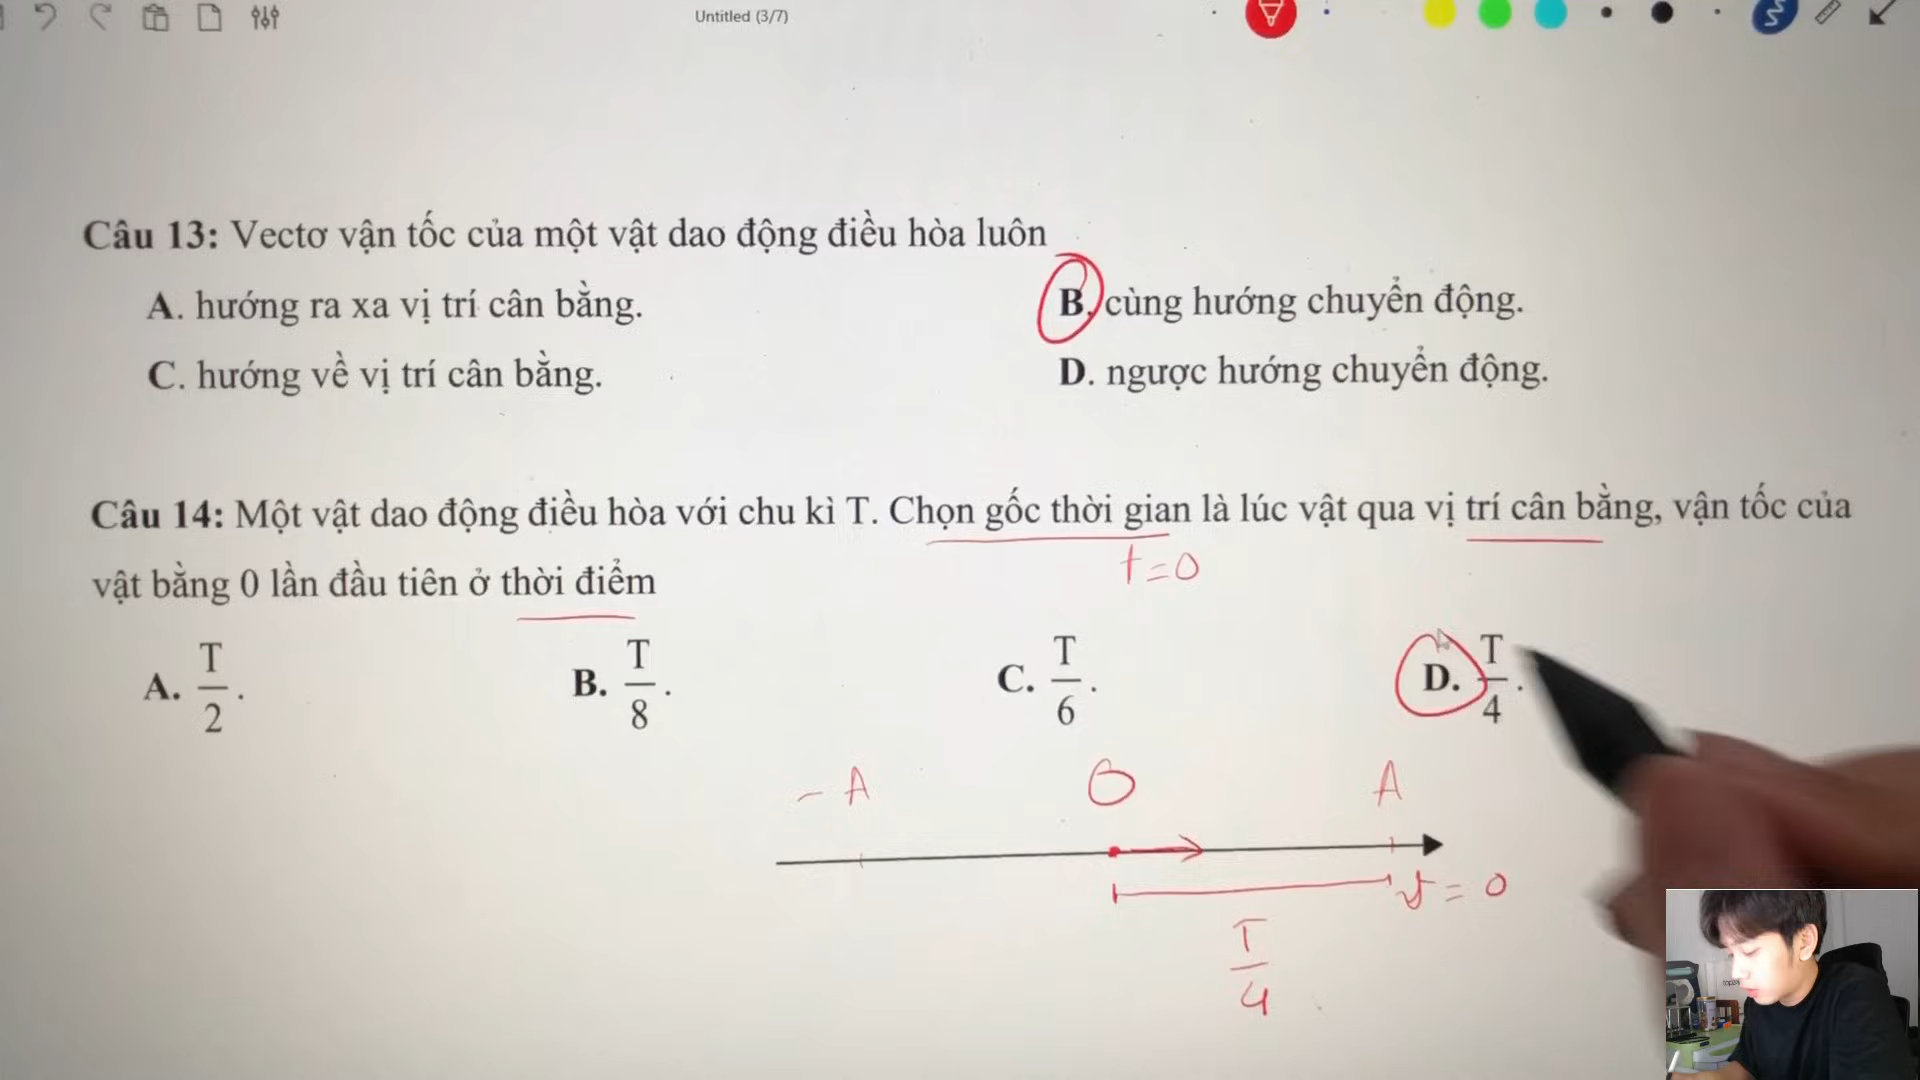 Untitled (3/7)
Câu 13: Vectơ vận tốc của một vật dao động điều hòa luôn
A. hướng ra xa vị trí cân bằng.
B. cùng hướng chuyển động.
C. hướng về vị trí cân bằng.
D. ngược hướng chuyển động.
Câu 14: Một vật dao động điều hòa với chu kì T. Chọn gốc thời gian là lúc vật qua vị trí cân bằng, vận tốc của
vật bằng 0 lần đầu tiên ở thời điểm
t=0
A. T/2.
B. T/8.
C. T/6.
D. T/4.
-A O A
v = 0
T/4